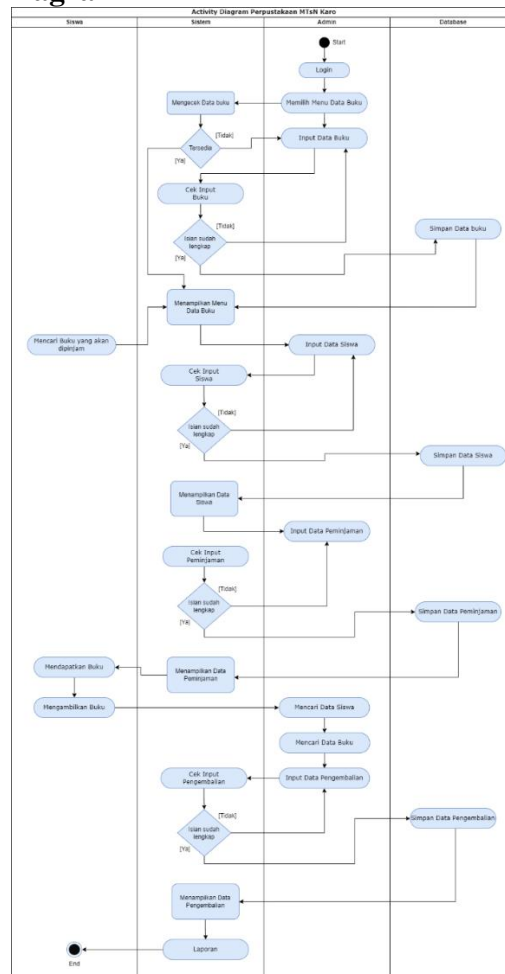 Activity Diagram Perpustakaan MTsN Karo
Siswa
Sistem
Admin
Database
Start
Login
Mengecek Data buku
Memilih Menu Data Buku
[Tidak]
Tersedia
Input Data Buku
[Ya]
Cek Input
Buku
[Tidak]
Isian sudah
lengkap
Simpan Data buku
[Ya]
Menampilkan Menu
Data Buku
Mencari Buku yang akan
dipinjam
Input Data Siswa
Cek Input
Siswa
[Tidak]
Isian sudah
lengkap
[Ya]
Simpan Data Siswa
Menampilkan Data
Siswa
Input Data Peminjaman
Cek Input
Peminjaman
[Tidak]
Isian sudah
lengkap
Simpan Data Peminjaman
[Ya]
Mendapatkan Buku
Menampilkan Data
Peminjaman
Mengambilkan Buku
Mencari Data Siswa
Mencari Data Buku
Cek Input
Pengembalian
Input Data Pengembalian
[Tidak]
Isian sudah
lengkap
Simpan Data Pengembalian
[Ya]
Menampilkan Data
Pengembalian
Laporan
End